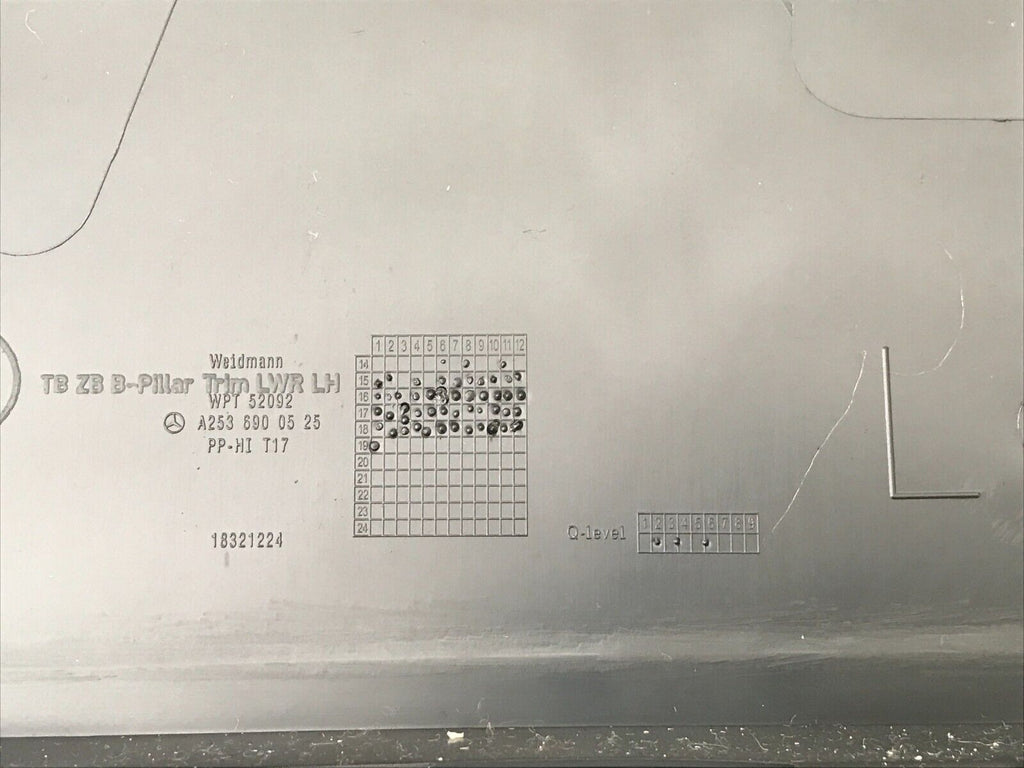 Weidmann
TB ZB B-Pillar Trim LWR LH
WPT 52092
A253 690 05 25
PP-HI T17
18321224
1 2 3 4 5 6 7 8 9 10 11 12
14
15
16
17
18
19
20
21
22
23
24
Q-level
1 2 3 4 5 6 7 8 9
L